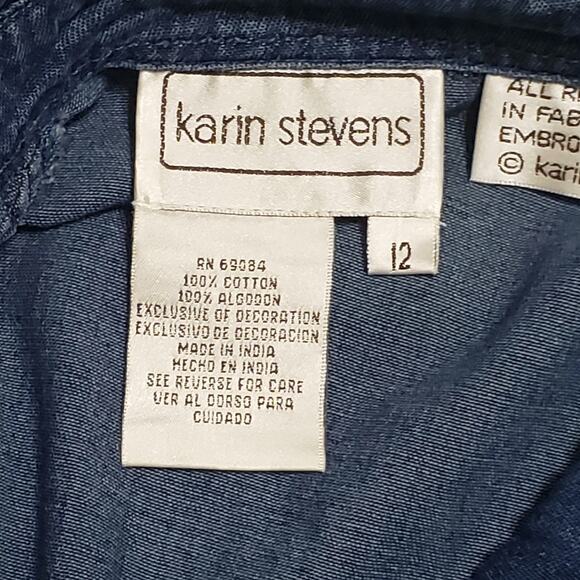 karin stevens
12
RN 69084
100% COTTON
100% ALGODON
EXCLUSIVE OF DECORATION
EXCLUSIVO DE DECORACION
MADE IN INDIA
HECHO EN INDIA
SEE REVERSE FOR CARE
VER AL DORSO PARA
CUIDADO
ALL
IN FAB
EMBRO
© kari